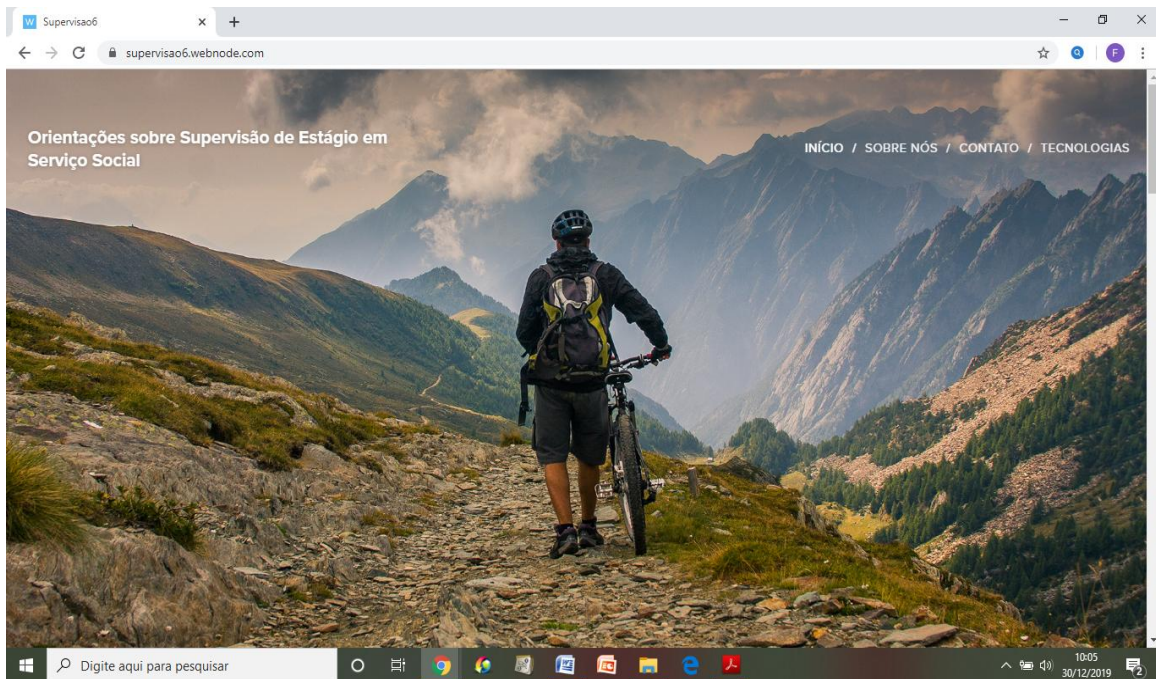 W Supervisao6
supervisao6.webnode.com
F
Orientações sobre Supervisão de Estágio em
Serviço Social
INÍCIO / SOBRE NÓS / CONTATO / TECNOLOGIAS
Digite aqui para pesquisar
10:05
30/12/2019
2